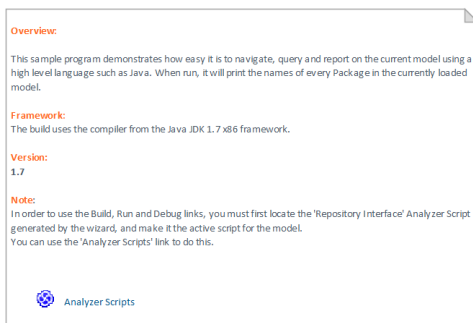 Overview:
This sample program demonstrates how easy it is to navigate, query and report on the current model using a
high level language such as Java. When run, it will print the names of every Package in the currently loaded
model.
Framework:
The build uses the compiler from the Java JDK 1.7 x86 framework.
Version:
1.7
Note:
In order to use the Build, Run and Debug links, you must first locate the 'Repository Interface' Analyzer Script
generated by the wizard, and make it the active script for the model.
You can use the 'Analyzer Scripts' link to do this.
Analyzer Scripts